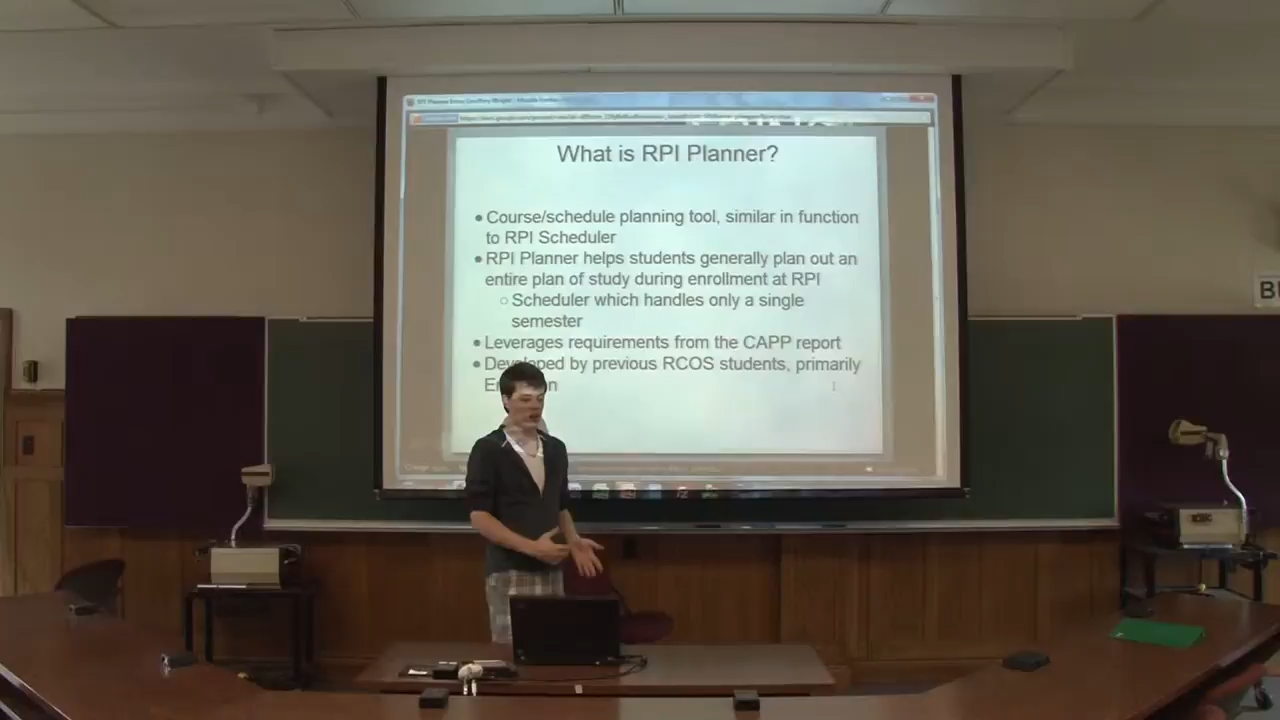 What is RPI Planner?
Course/schedule planning tool, similar in function
to RPI Scheduler
RPI Planner helps students generally plan out an
entire plan of study during enrollment at RPI
Scheduler which handles only a single
semester
Leverages requirements from the CAPP report
by previous RCOS students, primarily